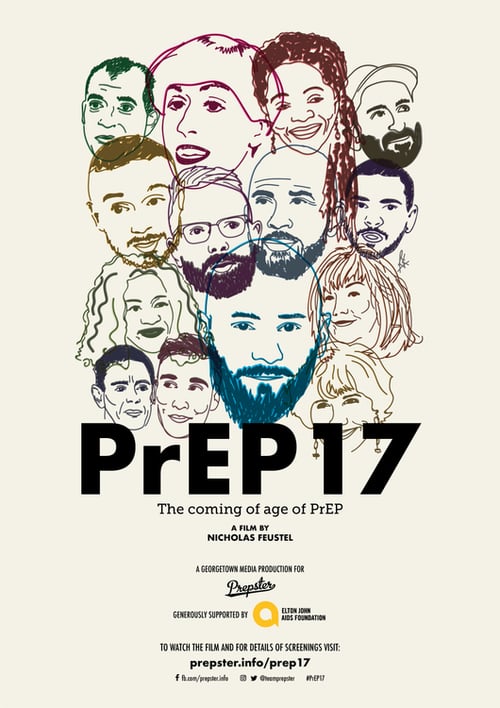 PrEP 17
The coming of age of PrEP
A FILM BY
NICHOLAS FEUSTEL
A GEORGETOWN MEDIA PRODUCTION FOR
Prepster
GENEROUSLY SUPPORTED BY
ELTON JOHN
AIDS FOUNDATION
TO WATCH THE FILM AND FOR DETAILS OF SCREENINGS VISIT:
prepster.info/prep17
fb.com/prepster.info @teamprepster #PrEP17